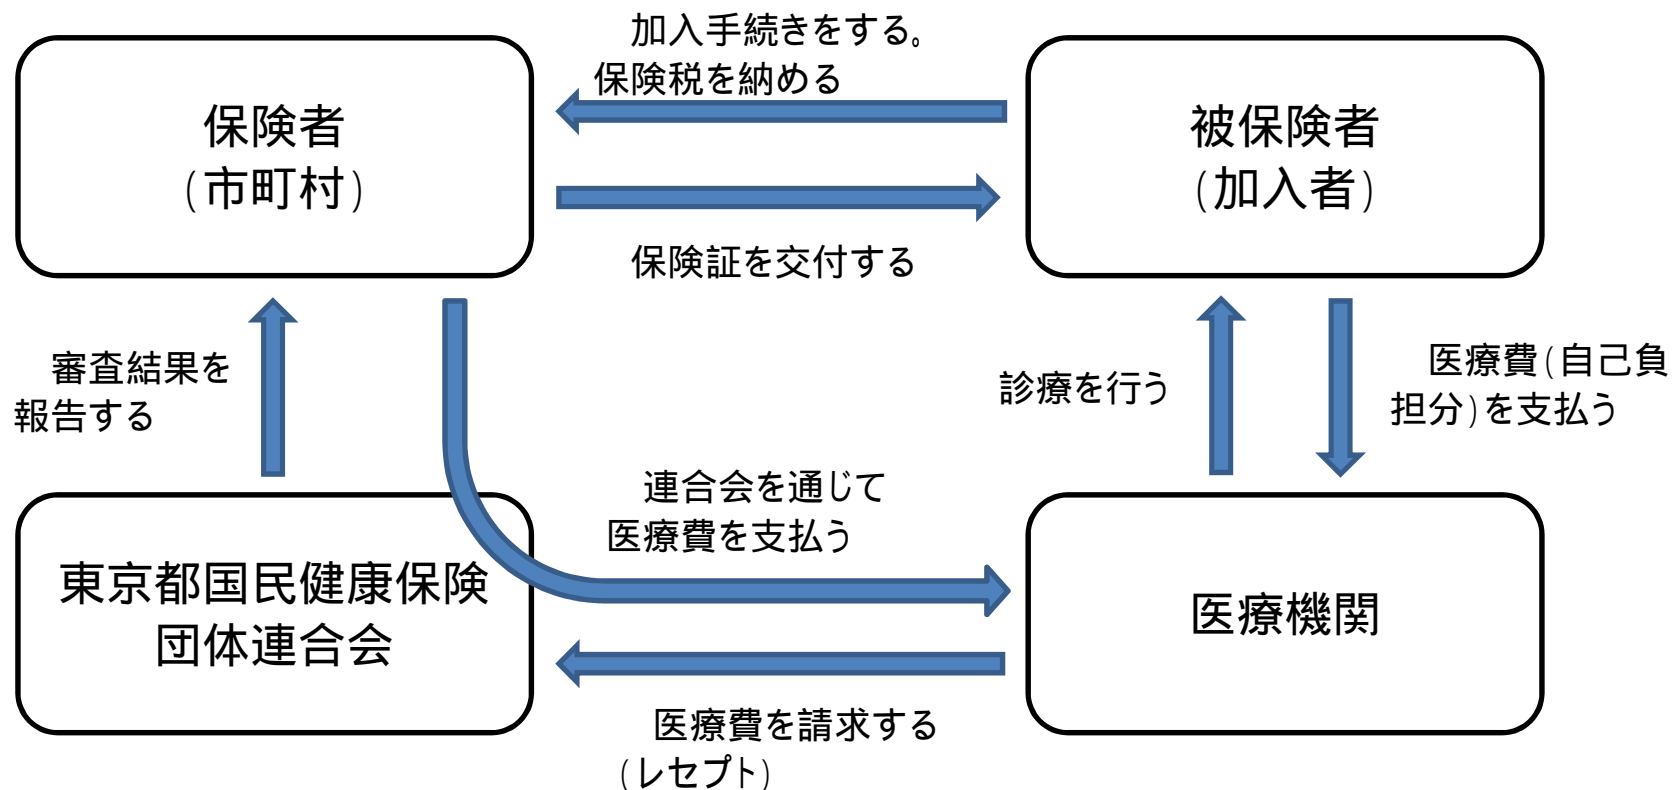 加入手続きをする。
保険税を納める
保険者
(市町村)
被保険者
(加入者)
保険証を交付する
審査結果を
報告する
診療を行う
医療費(自己負
担分)を支払う
連合会を通じて
医療費を支払う
東京都国民健康保険
団体連合会
医療機関
医療費を請求する
(レセプト)